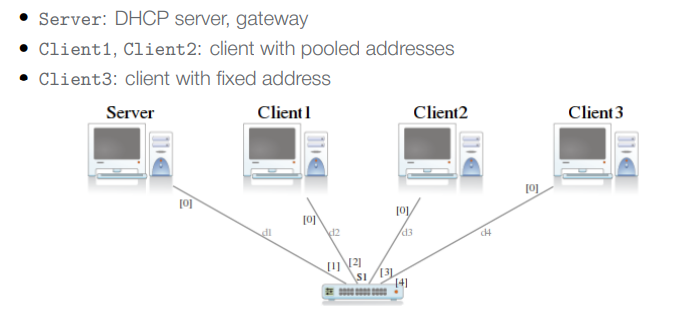 Server: DHCP server, gateway
Client1, Client2: client with pooled addresses
Client3: client with fixed address
Server Client1 Client2 Client3
[0] [0] [0] [0]
d1 d2 d3 d4
[1] [2] [3] [4]
S1